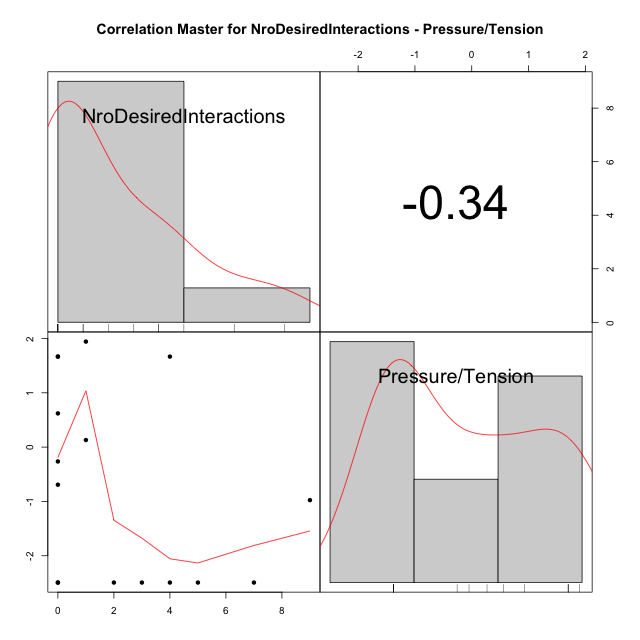 Correlation Master for NroDesiredInteractions - Pressure/Tension
-2 -1 0 1 2
NroDesiredInteractions
-0.34
8
6
4
2
0
2
1
0
-1
-2
Pressure/Tension
0 2 4 6 8